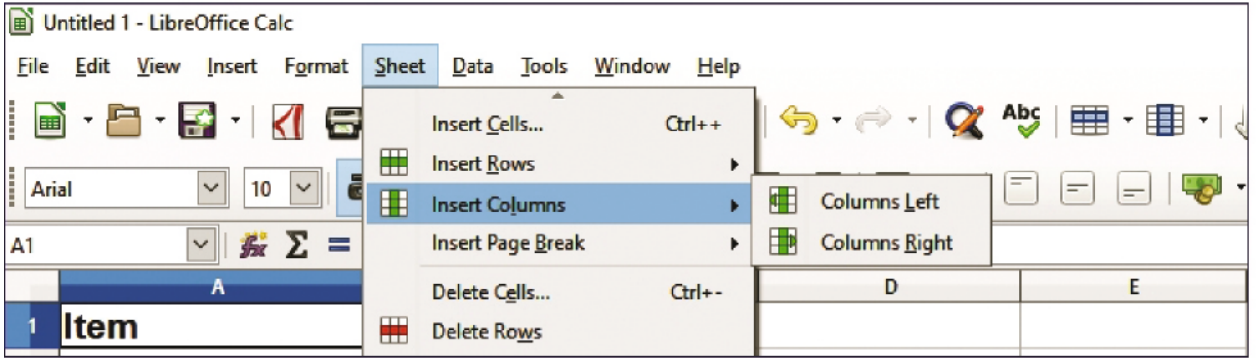 Untitled 1 - LibreOffice Calc
File Edit View Insert Format Sheet Data Tools Window Help
Insert Cells... Ctrl++
Abc
Insert Rows
Arial 10
Insert Columns
Columns Left
A1
Insert Page Break
Columns Right
A D E
Delete Cells... Ctrl+-
1 Item
Delete Rows